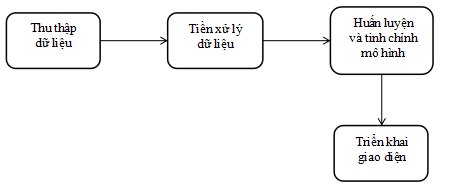 Thu thập
dữ liệu
Tiền xử lý
dữ liệu
Huấn luyện
và tinh chỉnh
mô hình
Triển khai
giao diện